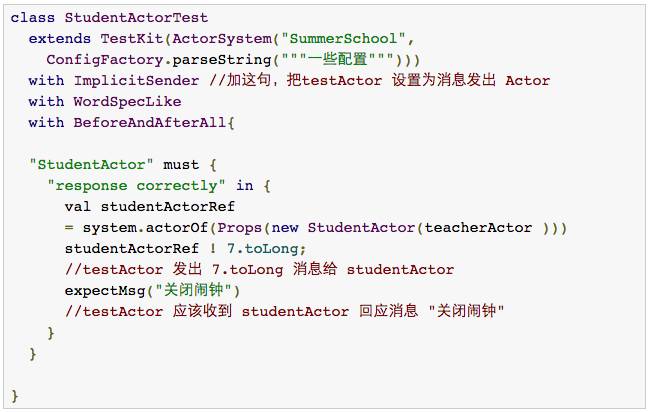 class StudentActorTest
extends TestKit(ActorSystem("SummerSchool",
ConfigFactory.parseString("""一些配置""")))
with ImplicitSender //加这句，把testActor 设置为消息发出 Actor
with WordSpecLike
with BeforeAndAfterAll{
"StudentActor" must {
"response correctly" in {
val studentActorRef
= system.actorOf(Props(new StudentActor(teacherActor )))
studentActorRef ! 7.toLong;
//testActor 发出 7.toLong 消息给 studentActor
expectMsg("关闭闹钟")
//testActor 应该收到 studentActor 回应消息 "关闭闹钟"
}
}
}